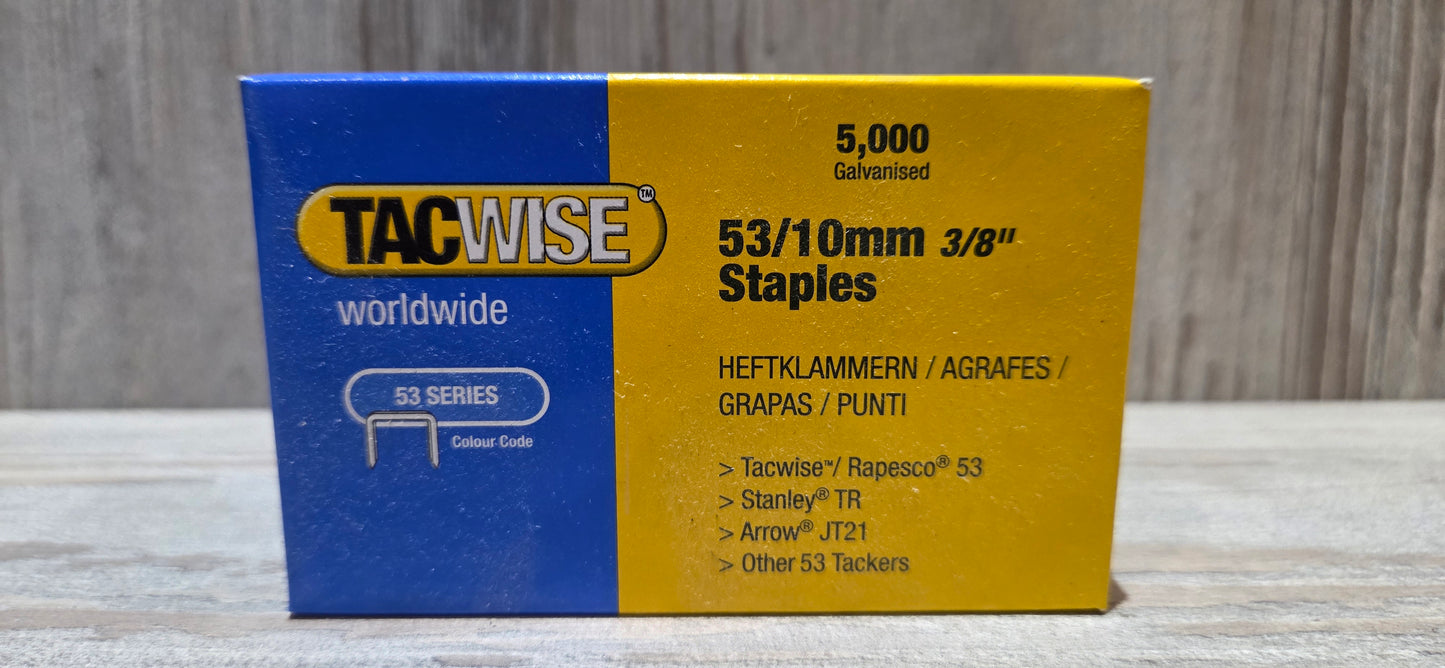 TACWISE™
worldwide
53 SERIES
Colour Code
5,000
Galvanised
53/10mm 3/8"
Staples
HEFTKLAMMERN / AGRAFES /
GRAPAS / PUNTI
> Tacwise™/ Rapesco® 53
> Stanley® TR
> Arrow® JT21
> Other 53 Tackers